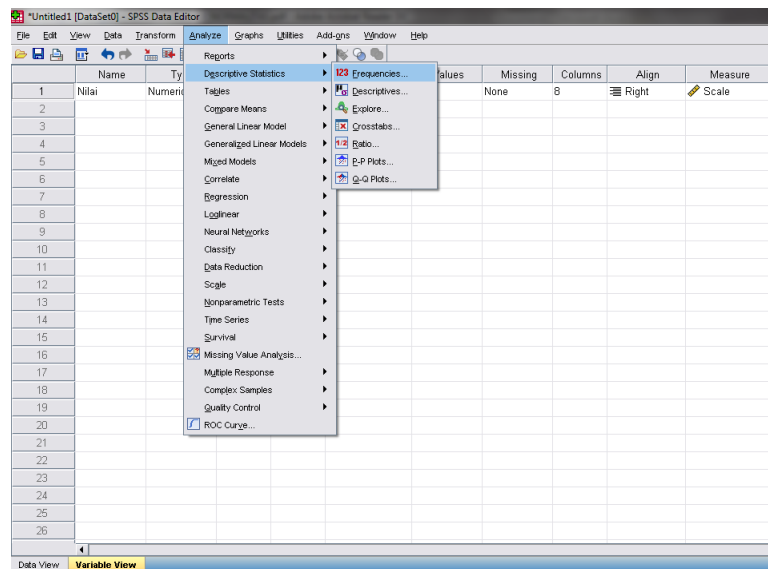 *Untitled1 [DataSet0] - SPSS Data Editor
File Edit View Data Transform Analyze Graphs Utilities Add-ons Window Help
Name Ty alues Missing Columns Align Measure
1 Nilai Numeric None 8 Right Scale
2
3
4
5
6
7
8
9
10
11
12
13
14
15
16
17
18
19
20
21
22
23
24
25
26
Reports
Descriptive Statistics
Tables
Compare Means
General Linear Model
Generalized Linear Models
Mixed Models
Correlate
Regression
Loglinear
Neural Networks
Classify
Data Reduction
Scale
Nonparametric Tests
Time Series
Survival
Missing Value Analysis...
Multiple Response
Complex Samples
Quality Control
ROC Curve...
123 Frequencies...
Descriptives...
Explore...
Crosstabs...
1/2 Ratio...
P-P Plots...
Q-Q Plots...
Data View Variable View